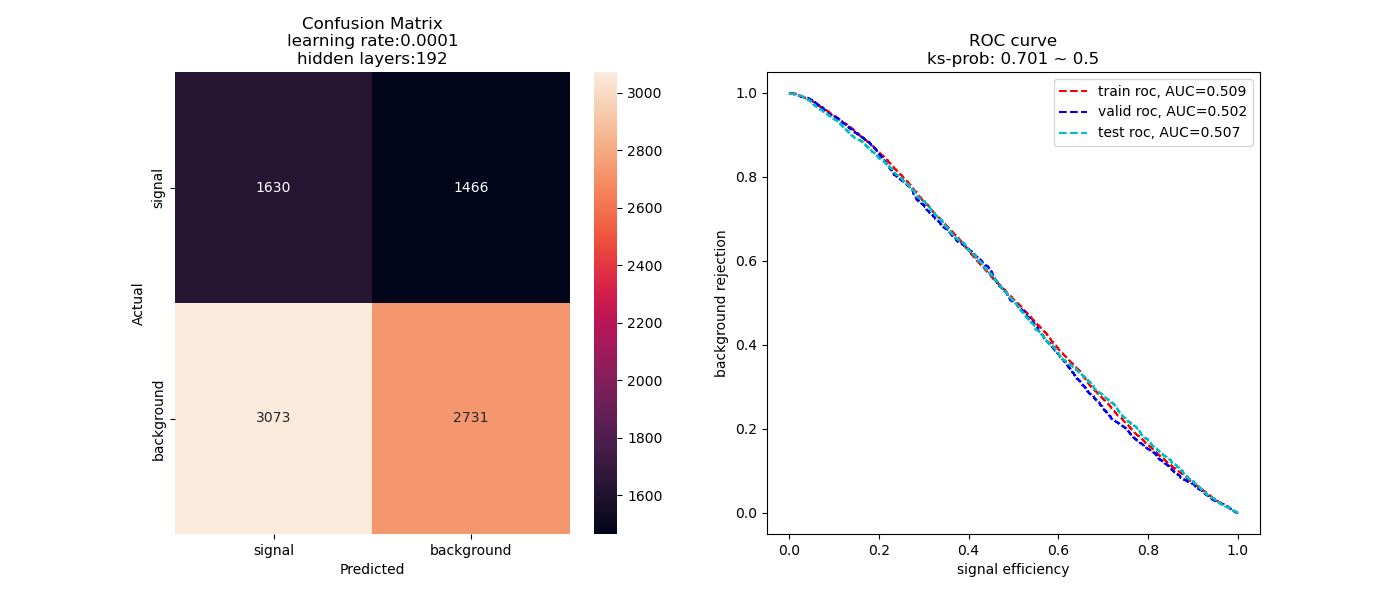 Confusion Matrix
learning rate:0.0001
hidden layers:192
signal
background
Actual
1630
1466
3073
2731
signal
background
Predicted
3000
2800
2600
2400
2200
2000
1800
1600
ROC curve
ks-prob: 0.701 ~ 0.5
train roc, AUC=0.509
valid roc, AUC=0.502
test roc, AUC=0.507
background rejection
1.0
0.8
0.6
0.4
0.2
0.0
0.0
0.2
0.4
0.6
0.8
1.0
signal efficiency